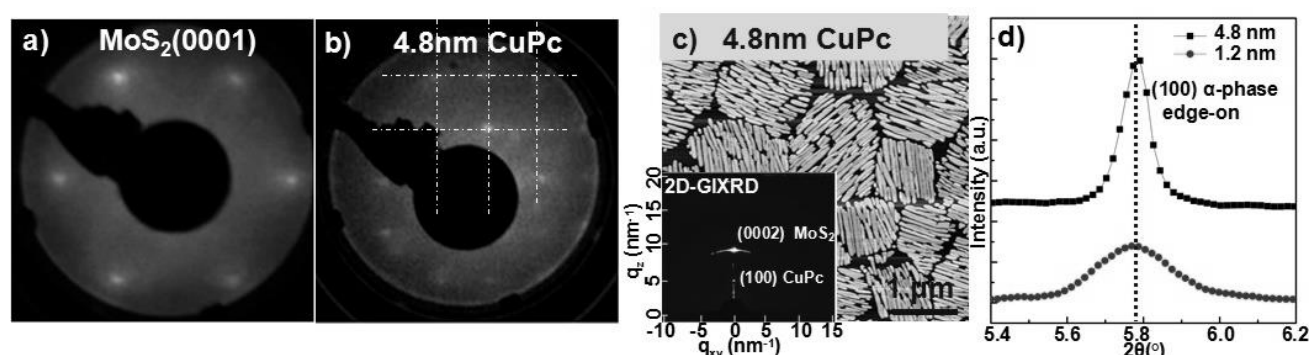 a) MoS₂(0001)
b) 4.8nm CuPc
c) 4.8nm CuPc
2D-GIXRD
20
15
10
5
0
q_z (nm⁻¹)
(0002) MoS₂
(100) CuPc
-10 -5 0 5 10 15
q_xy (nm⁻¹)
1 μm
d)
4.8 nm
1.2 nm
(100) α-phase
edge-on
Intensity (a.u.)
5.4 5.6 5.8 6.0 6.2
2θ(°)